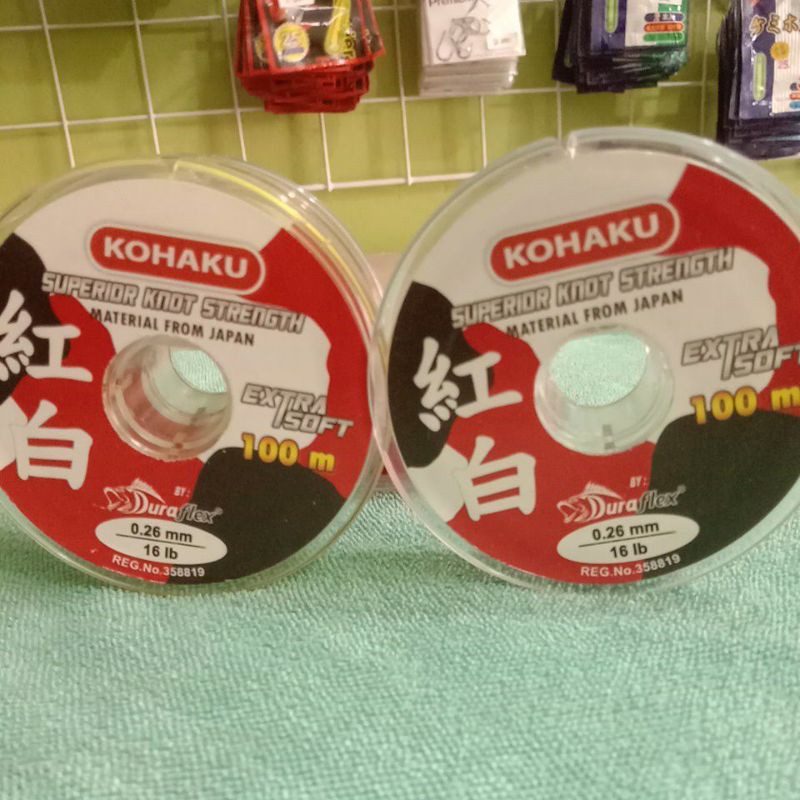 KOHAKU
SUPERIOR KNOT STRENGTH
MATERIAL FROM JAPAN
紅白
EXTRA SOFT
100 m
BY :
Duraflex®
0.26 mm
16 lb
REG.No.358819
KOHAKU
SUPERIOR KNOT STRENGTH
MATERIAL FROM JAPAN
紅白
EXTRA SOFT
100 m
BY :
Duraflex®
0.26 mm
16 lb
REG.No.358819